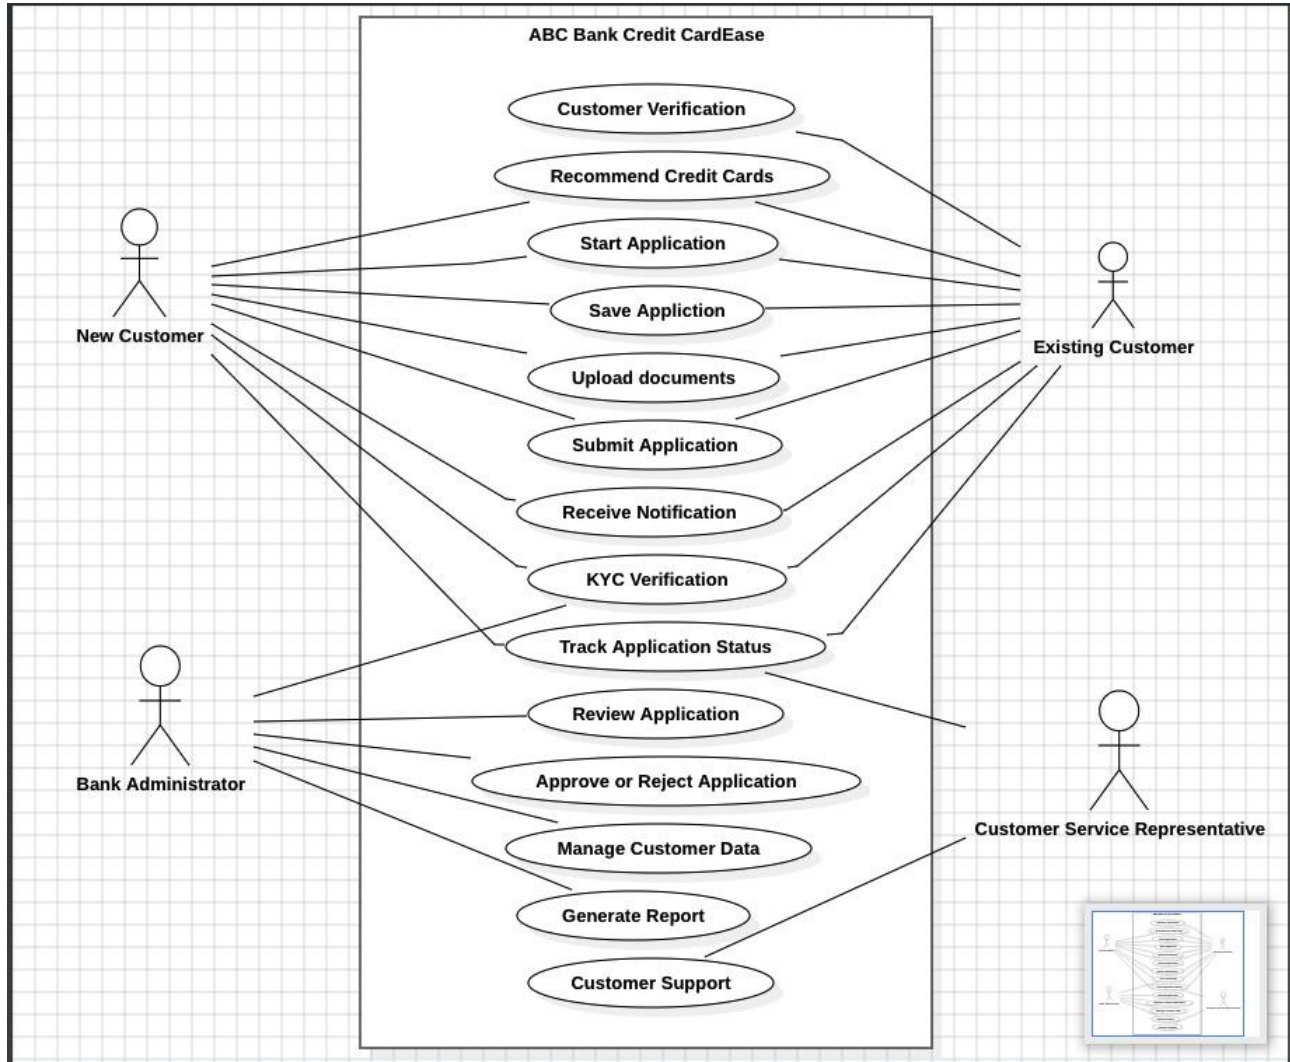 ABC Bank Credit CardEase
Customer Verification
Recommend Credit Cards
Start Application
Save Appliction
New Customer
Existing Customer
Upload documents
Submit Application
Receive Notification
KYC Verification
Track Application Status
Review Application
Bank Administrator
Approve or Reject Application
Customer Service Representative
Manage Customer Data
Generate Report
Customer Support